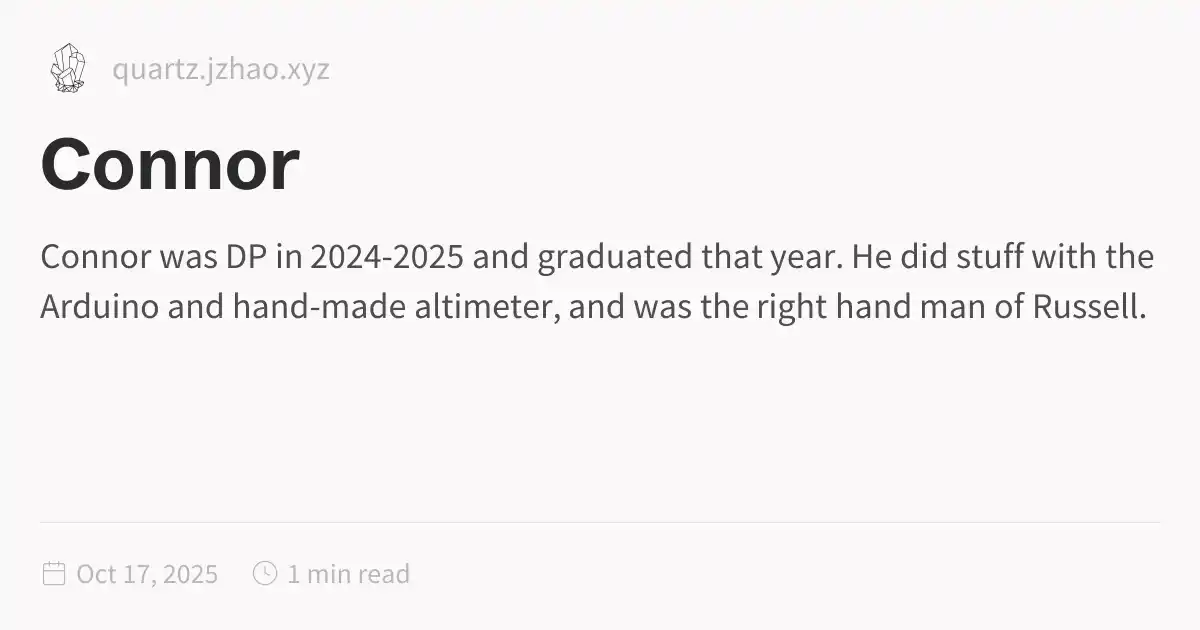 quartz.jzhao.xyz
Connor
Connor was DP in 2024-2025 and graduated that year. He did stuff with the
Arduino and hand-made altimeter, and was the right hand man of Russell.
Oct 17, 2025 1 min read